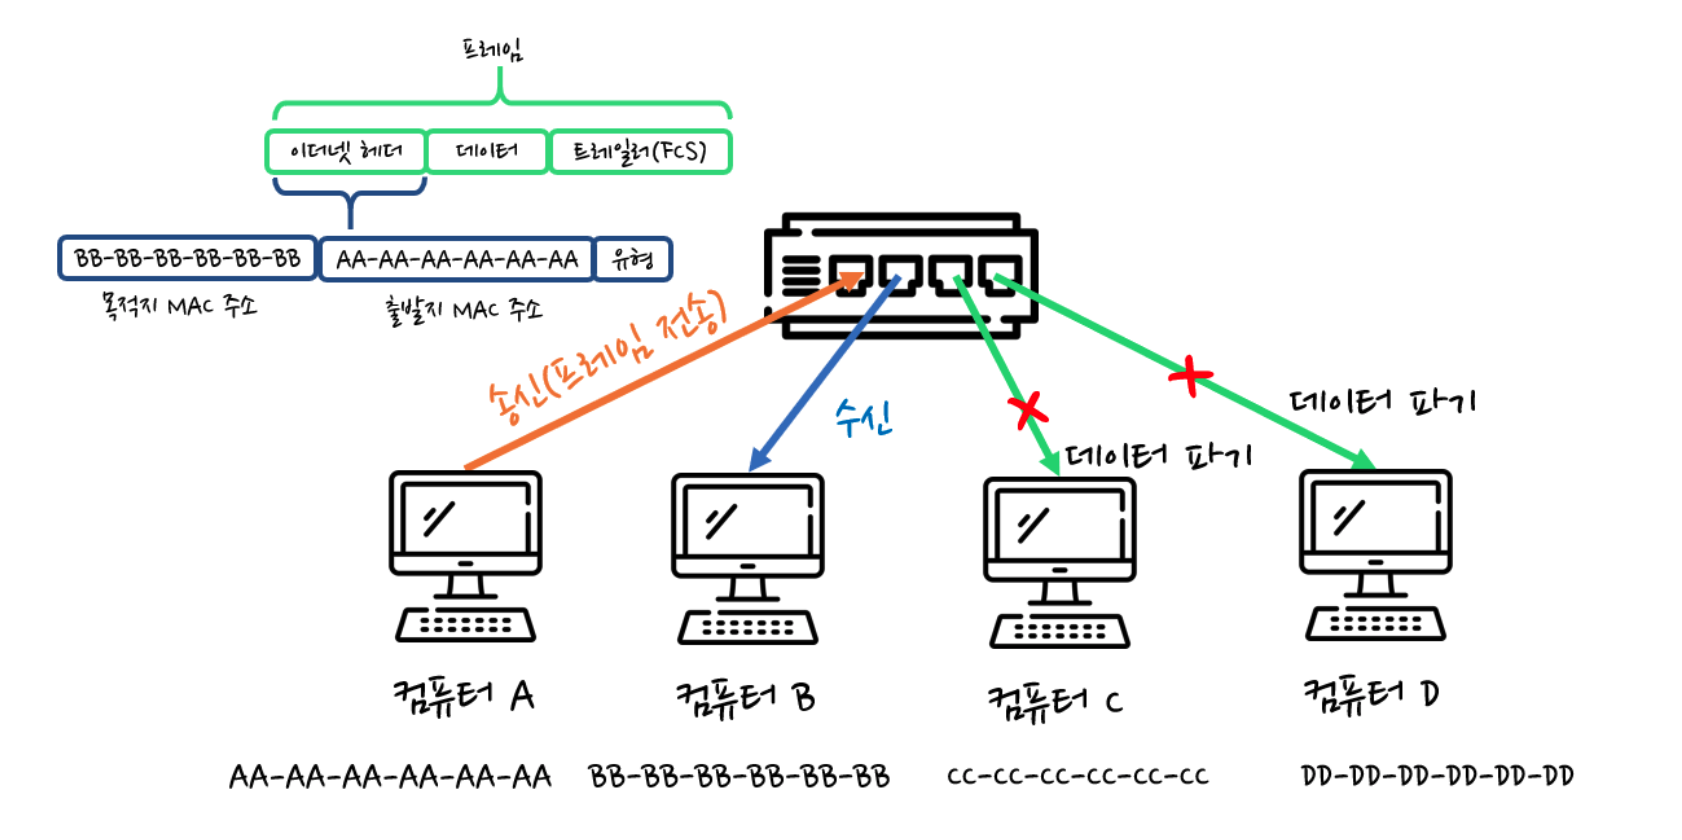 프레임
이더넷 헤더 데이터 트레일러(FCS)
BB-BB-BB-BB-BB-BB AA-AA-AA-AA-AA-AA 유형
목적지 MAC 주소 출발지 MAC 주소
송신(프레임 전송)
수신
데이터 파기
데이터 파기
컴퓨터 A 컴퓨터 B 컴퓨터 C 컴퓨터 D
AA-AA-AA-AA-AA-AA BB-BB-BB-BB-BB-BB CC-CC-CC-CC-CC-CC DD-DD-DD-DD-DD-DD